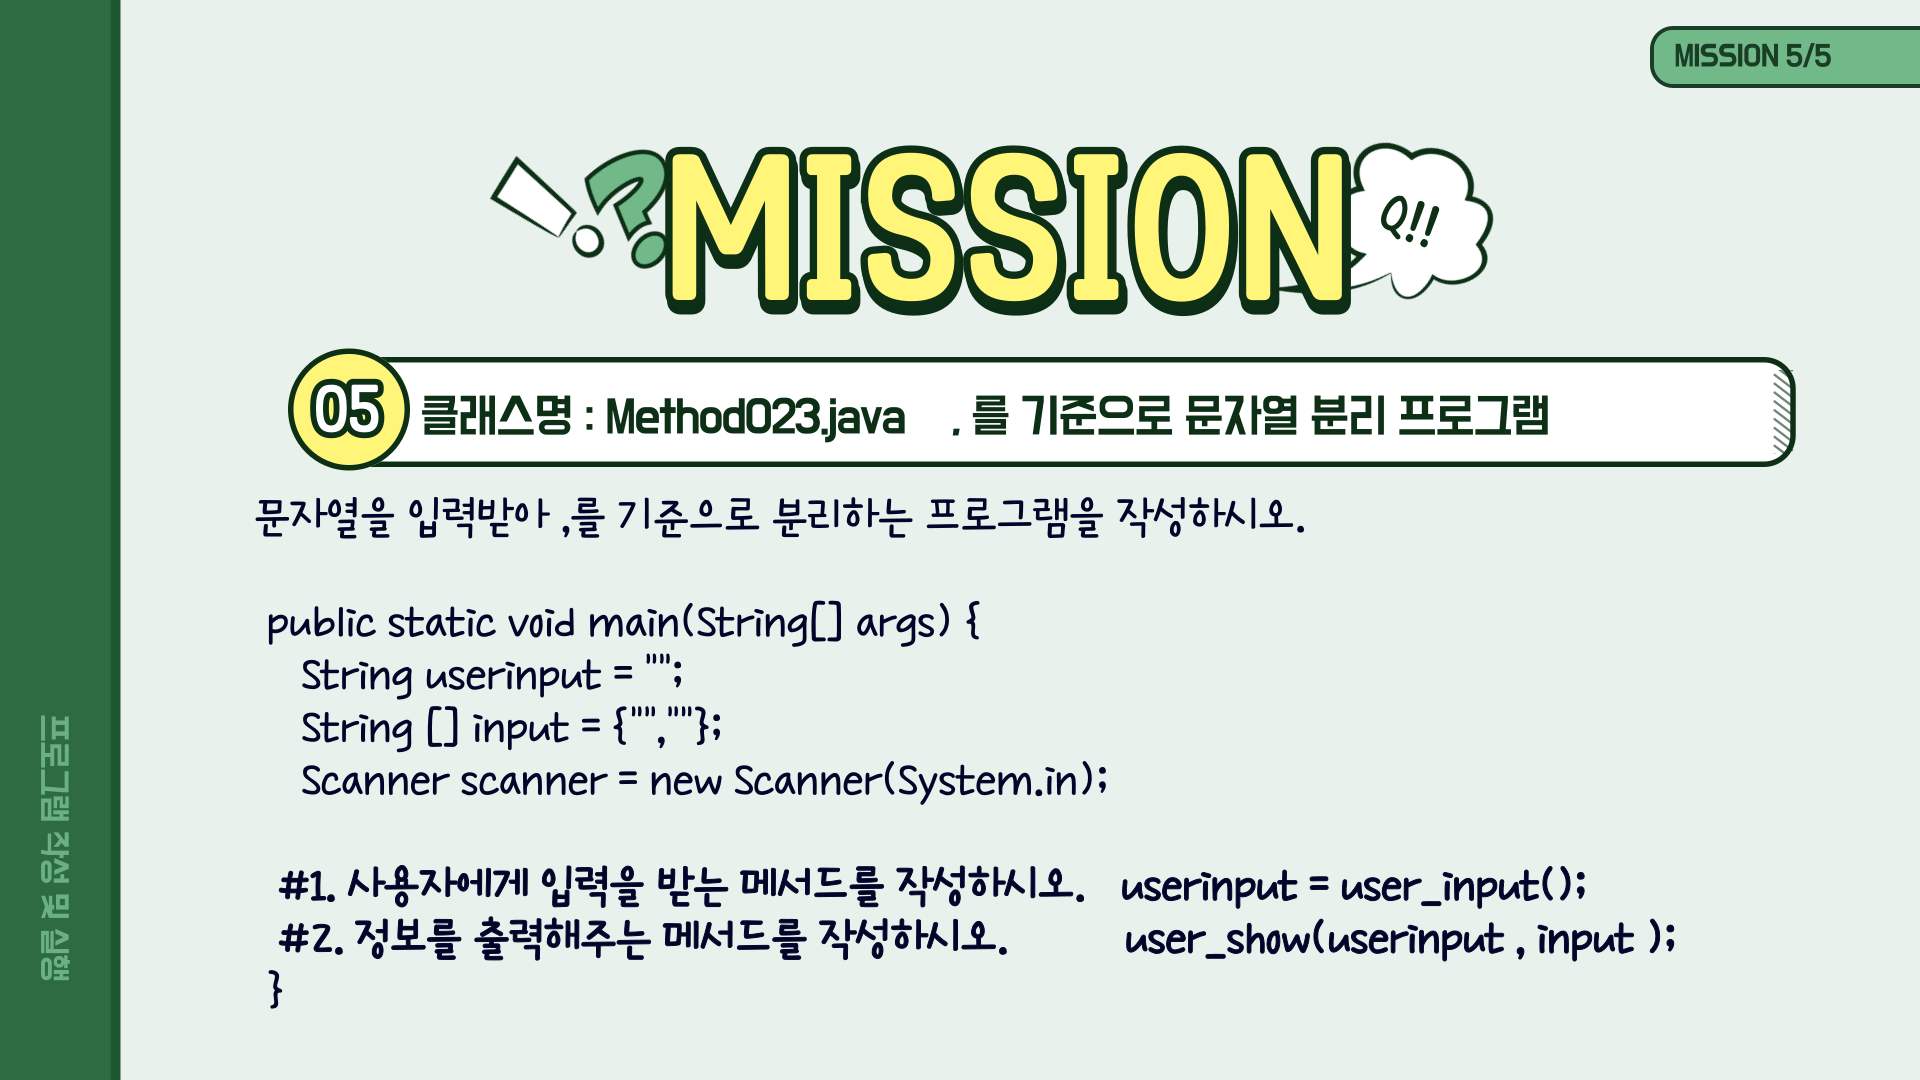 MISSION 5/5
MISSION
Q!!
05
클래스명 : Method023.java , 를 기준으로 문자열 분리 프로그램
문자열을 입력받아 ,를 기준으로 분리하는 프로그램을 작성하시오.
public static void main(String[] args) {
String userinput = "";
String [] input = {"",""};
Scanner scanner = new Scanner(System.in);
#1. 사용자에게 입력을 받는 메서드를 작성하시오. userinput = user_input();
#2. 정보를 출력해주는 메서드를 작성하시오. user_show(userinput , input );
}
프로그램 작성 및 실행